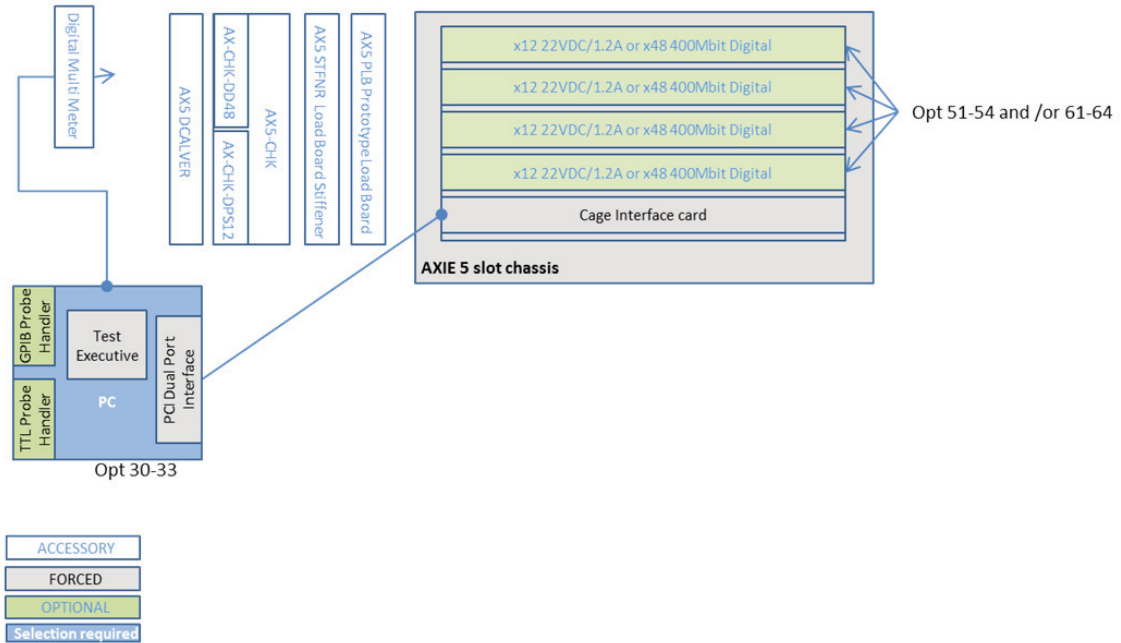 Digital Multi
Meter
AX5 DCALVER
AX-CHK-DD48
AX-CHK-DPS12
AX5-CHK
AX5 STFNR Load Board Stiffener
AX5 PLB Prototype Load Board
x12 22VDC/1.2A or x48 400Mbit Digital
x12 22VDC/1.2A or x48 400Mbit Digital
x12 22VDC/1.2A or x48 400Mbit Digital
x12 22VDC/1.2A or x48 400Mbit Digital
Cage Interface card
AXIE 5 slot chassis
Opt 51-54 and /or 61-64
GPIB Probe
Handler
TTL Probe
Handler
Test
Executive
PC
PCI Dual Port
Interface
Opt 30-33
ACCESSORY
FORCED
OPTIONAL
Selection required